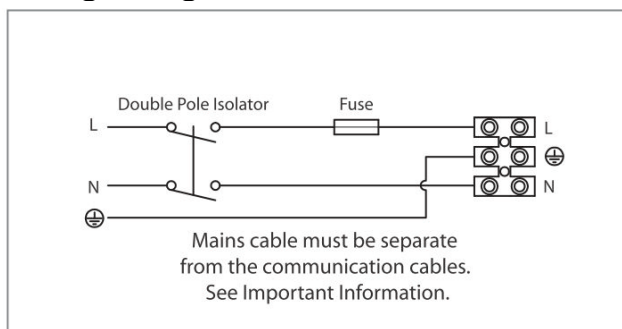 Double Pole Isolator Fuse
L L
N N
Mains cable must be separate
from the communication cables.
See Important Information.